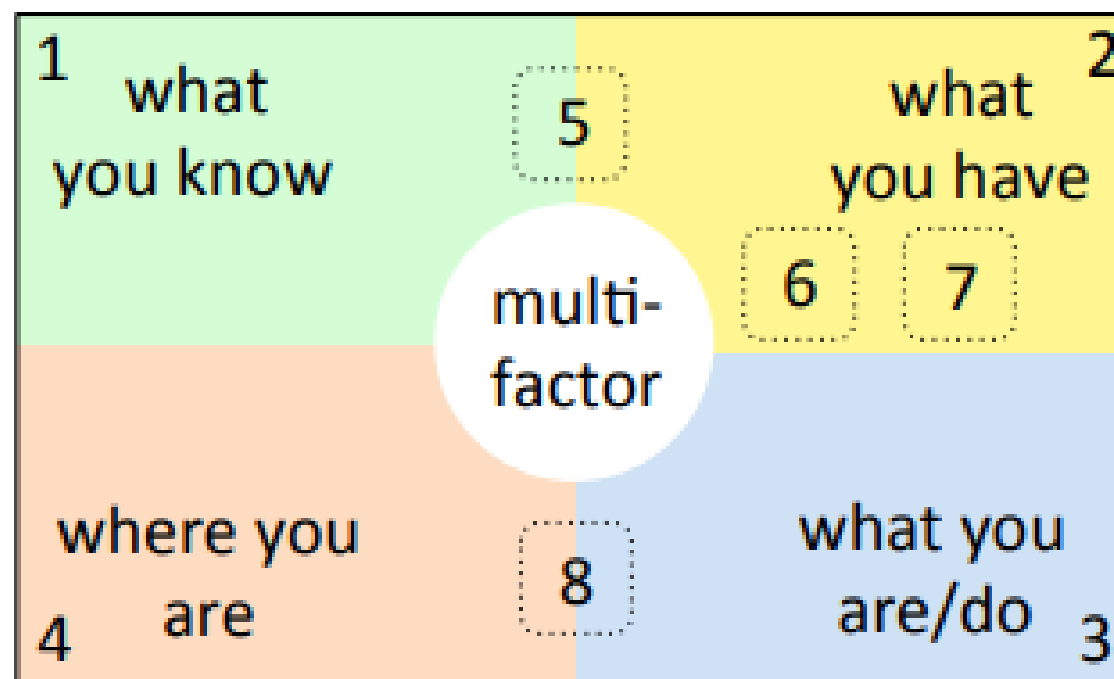 1
what
you know
5
2
what
you have
6 7
multi-
factor
where you
are
4
8
what you
are/do
3